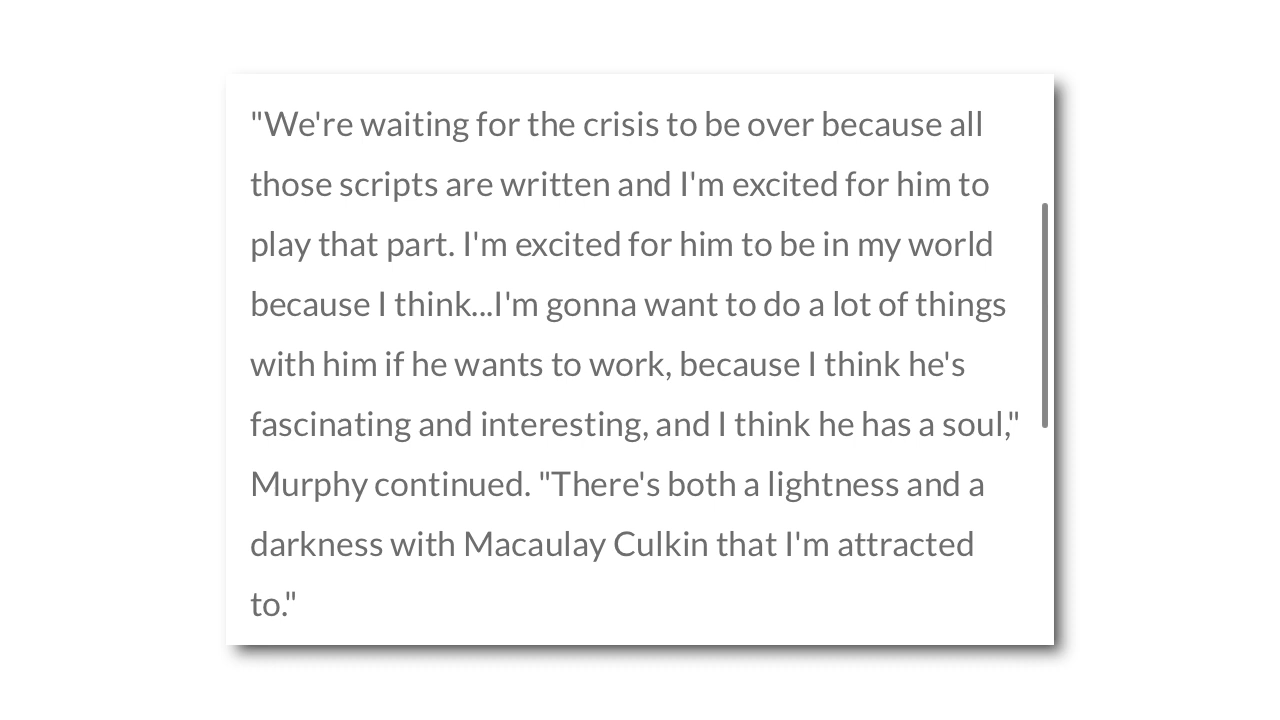 "We're waiting for the crisis to be over because all
those scripts are written and I'm excited for him to
play that part. I'm excited for him to be in my world
because I think...I'm gonna want to do a lot of things
with him if he wants to work, because I think he's
fascinating and interesting, and I think he has a soul,"
Murphy continued. "There's both a lightness and a
darkness with Macaulay Culkin that I'm attracted
to."